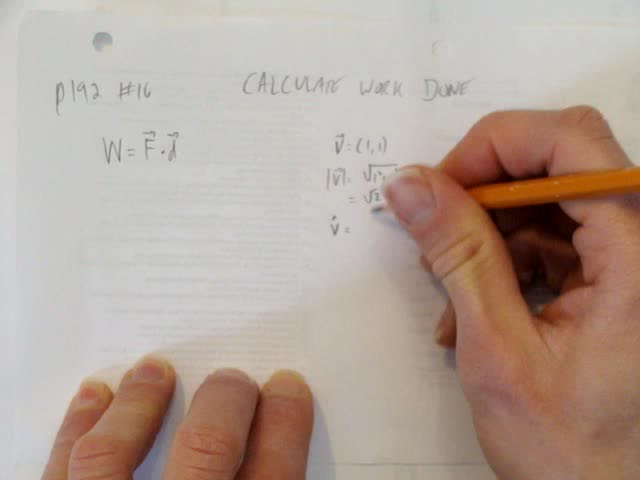 p192 #16
CALCULATE WORK DONE
W = F⃗ · d⃗
v⃗ = (1,1)
|v⃗| = √1²
= √2
v̂ =